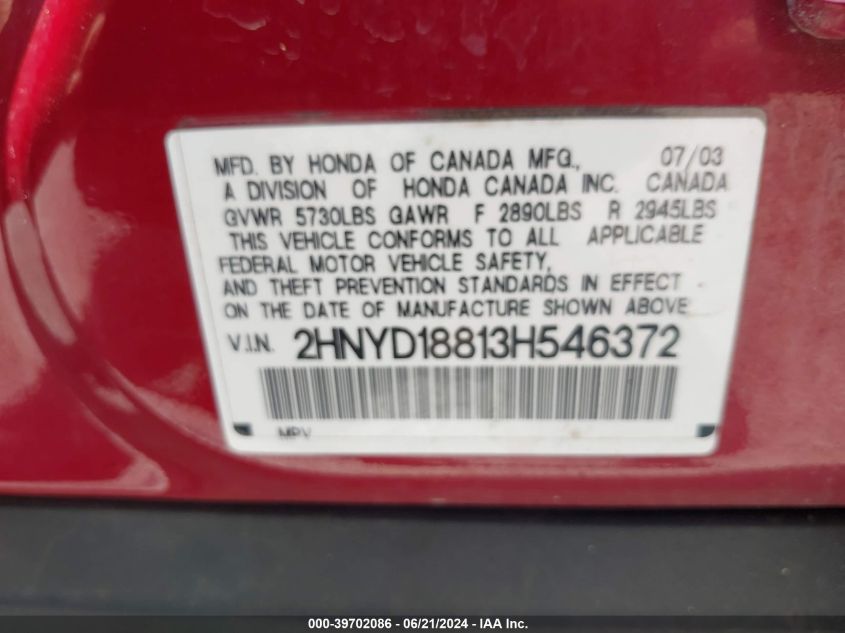 MFD. BY HONDA OF CANADA MFG., 07/03
A DIVISION OF HONDA CANADA INC. CANADA
GVWR 5730LBS GAWR F 2890LBS R 2945LBS
THIS VEHICLE CONFORMS TO ALL APPLICABLE
FEDERAL MOTOR VEHICLE SAFETY,
AND THEFT PREVENTION STANDARDS IN EFFECT
ON THE DATE OF MANUFACTURE SHOWN ABOVE
V.I.N. 2HNYD18813H546372
MPV
000-39702086 - 06/21/2024 - IAA Inc.